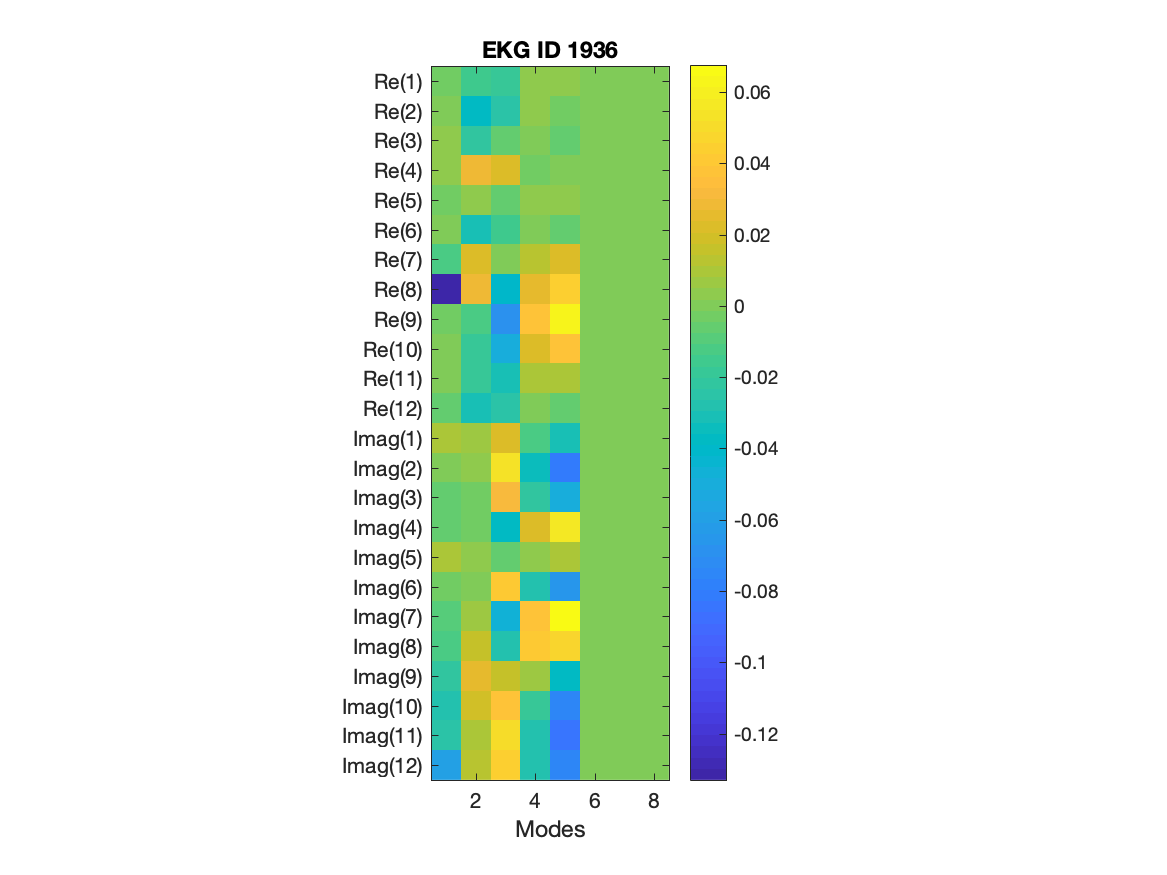 EKG ID 1936
Re(1)
Re(2)
Re(3)
Re(4)
Re(5)
Re(6)
Re(7)
Re(8)
Re(9)
Re(10)
Re(11)
Re(12)
Imag(1)
Imag(2)
Imag(3)
Imag(4)
Imag(5)
Imag(6)
Imag(7)
Imag(8)
Imag(9)
Imag(10)
Imag(11)
Imag(12)
2 4 6 8
Modes
0.06
0.04
0.02
0
-0.02
-0.04
-0.06
-0.08
-0.1
-0.12